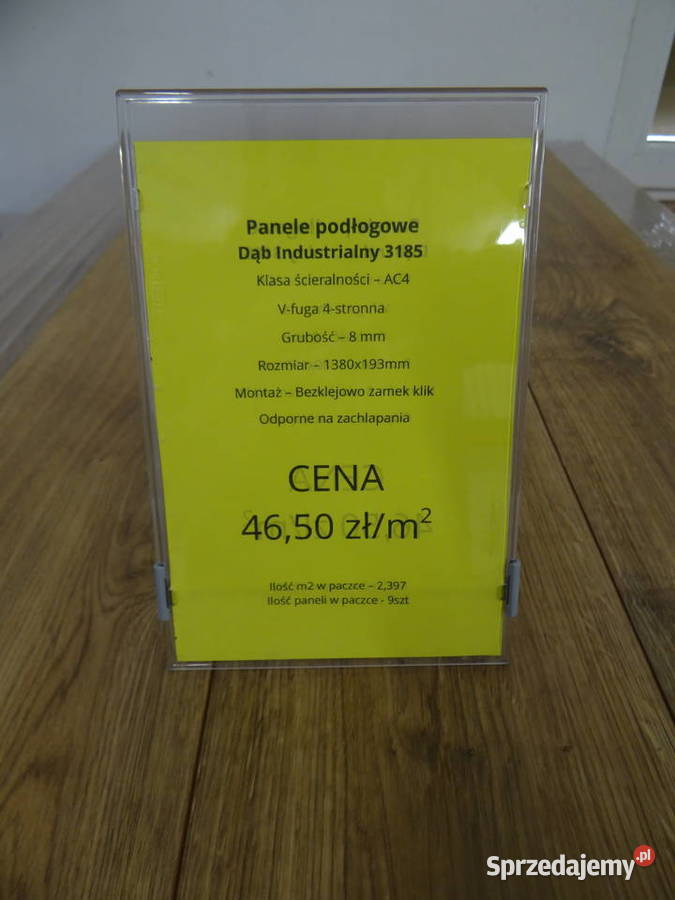 Panele podłogowe
Dąb Industrialny 3185
Klasa ścieralności – AC4
V-fuga 4-stronna
Grubość – 8 mm
Rozmiar – 1380x193mm
Montaż – Bezklejowo zamek klik
Odporne na zachlapania
CENA
46,50 zł/m²
Ilość m2 w paczce – 2,397
Ilość paneli w paczce - 9szt
Sprzedajemy.pl